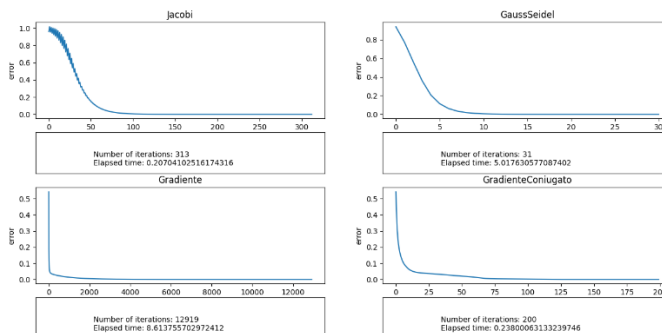 Jacobi
GaussSeidel
1.0
0.8
0.6
0.4
0.2
0.0
error
0 50 100 150 200 250 300
0.8
0.6
0.4
0.2
0.0
error
0 5 10 15 20 25 30
Number of iterations: 313
Elapsed time: 0.20704102516174316
Number of iterations: 31
Elapsed time: 5.017630577087402
Gradiente
GradienteConiugato
0.5
0.4
0.3
0.2
0.1
0.0
error
0 2000 4000 6000 8000 10000 12000
0.5
0.4
0.3
0.2
0.1
0.0
error
0 25 50 75 100 125 150 175 200
Number of iterations: 12919
Elapsed time: 8.613755702972412
Number of iterations: 200
Elapsed time: 0.23800063133239746